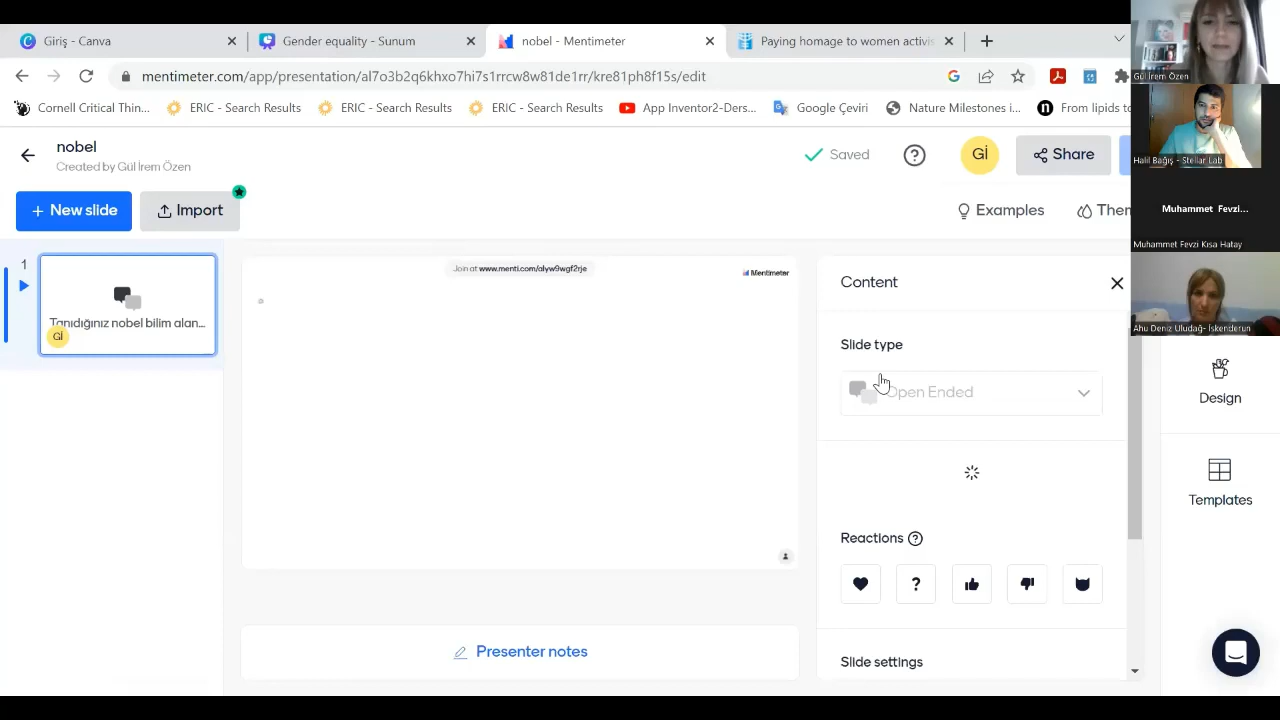 Giriş - Canva
Gender equality - Sunum
nobel - Mentimeter
Paying homage to women activis
mentimeter.com/app/presentation/al7o3b2q6khxo7hi7s1rrcw8w81de1rr/kre81ph8f15s/edit
Cornell Critical Thin...
ERIC - Search Results
ERIC - Search Results
ERIC - Search Results
App Inventor2-Ders...
Google Çeviri
Nature Milestones i...
From lipids to
Gül İrem Özen
Halil Bağış - Stellar Lab
Muhammet Fevzi...
Muhammet Fevzi Kısa Hatay
Ahu Deniz Uludağ- İskenderun
nobel
Created by Gül İrem Özen
Saved
?
Gİ
Share
+ New slide
Import
Examples
Them
1
Tanıdığınız nobel bilim alan...
Gİ
Join at www.menti.com/alyw9wgf2rje
Mentimeter
Presenter notes
Content
Slide type
Open Ended
Reactions ?
?
Slide settings
Design
Templates